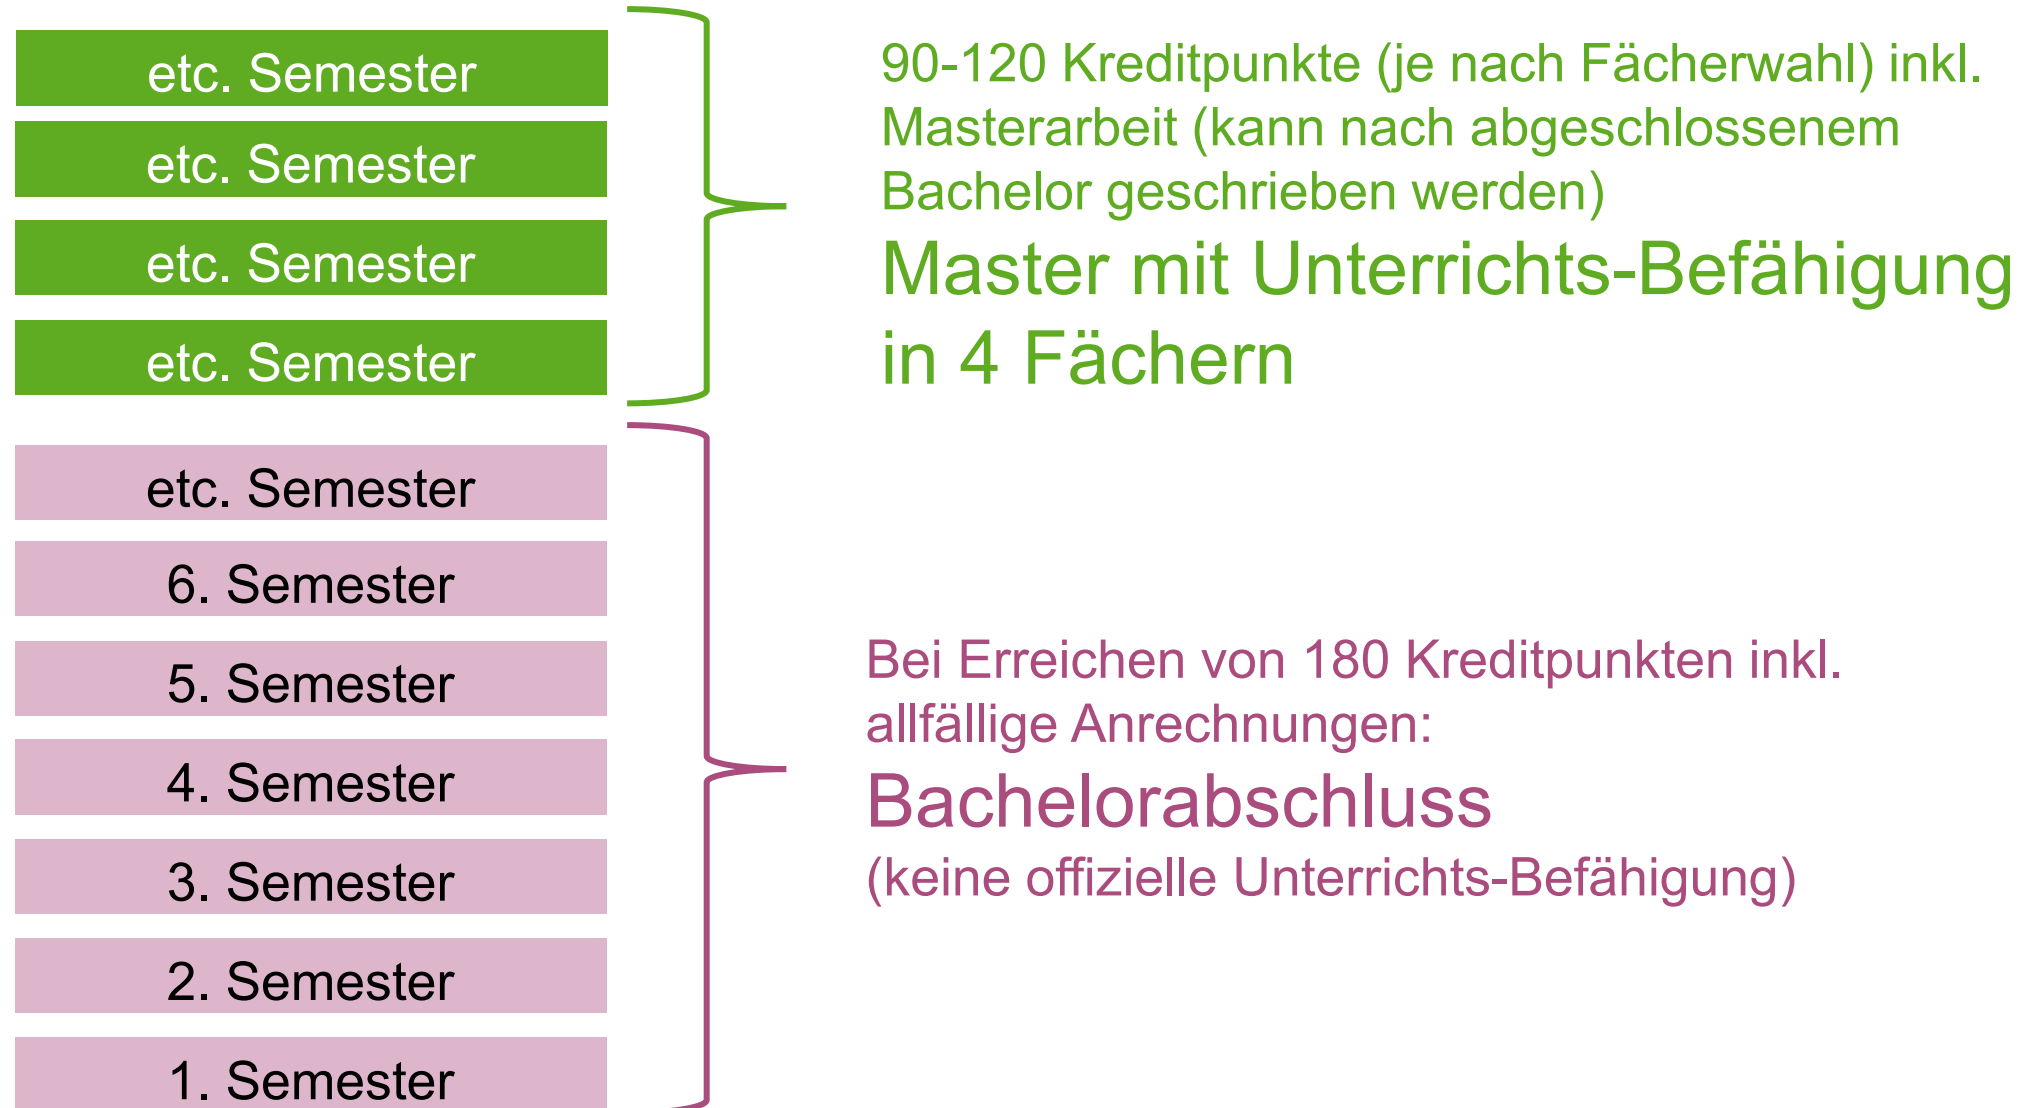 etc. Semester
etc. Semester
etc. Semester
etc. Semester
90-120 Kreditpunkte (je nach Fächerwahl) inkl.
Masterarbeit (kann nach abgeschlossenem
Bachelor geschrieben werden)
Master mit Unterrichts-Befähigung
in 4 Fächern
etc. Semester
6. Semester
5. Semester
4. Semester
3. Semester
2. Semester
1. Semester
Bei Erreichen von 180 Kreditpunkten inkl.
allfällige Anrechnungen:
Bachelorabschluss
(keine offizielle Unterrichts-Befähigung)